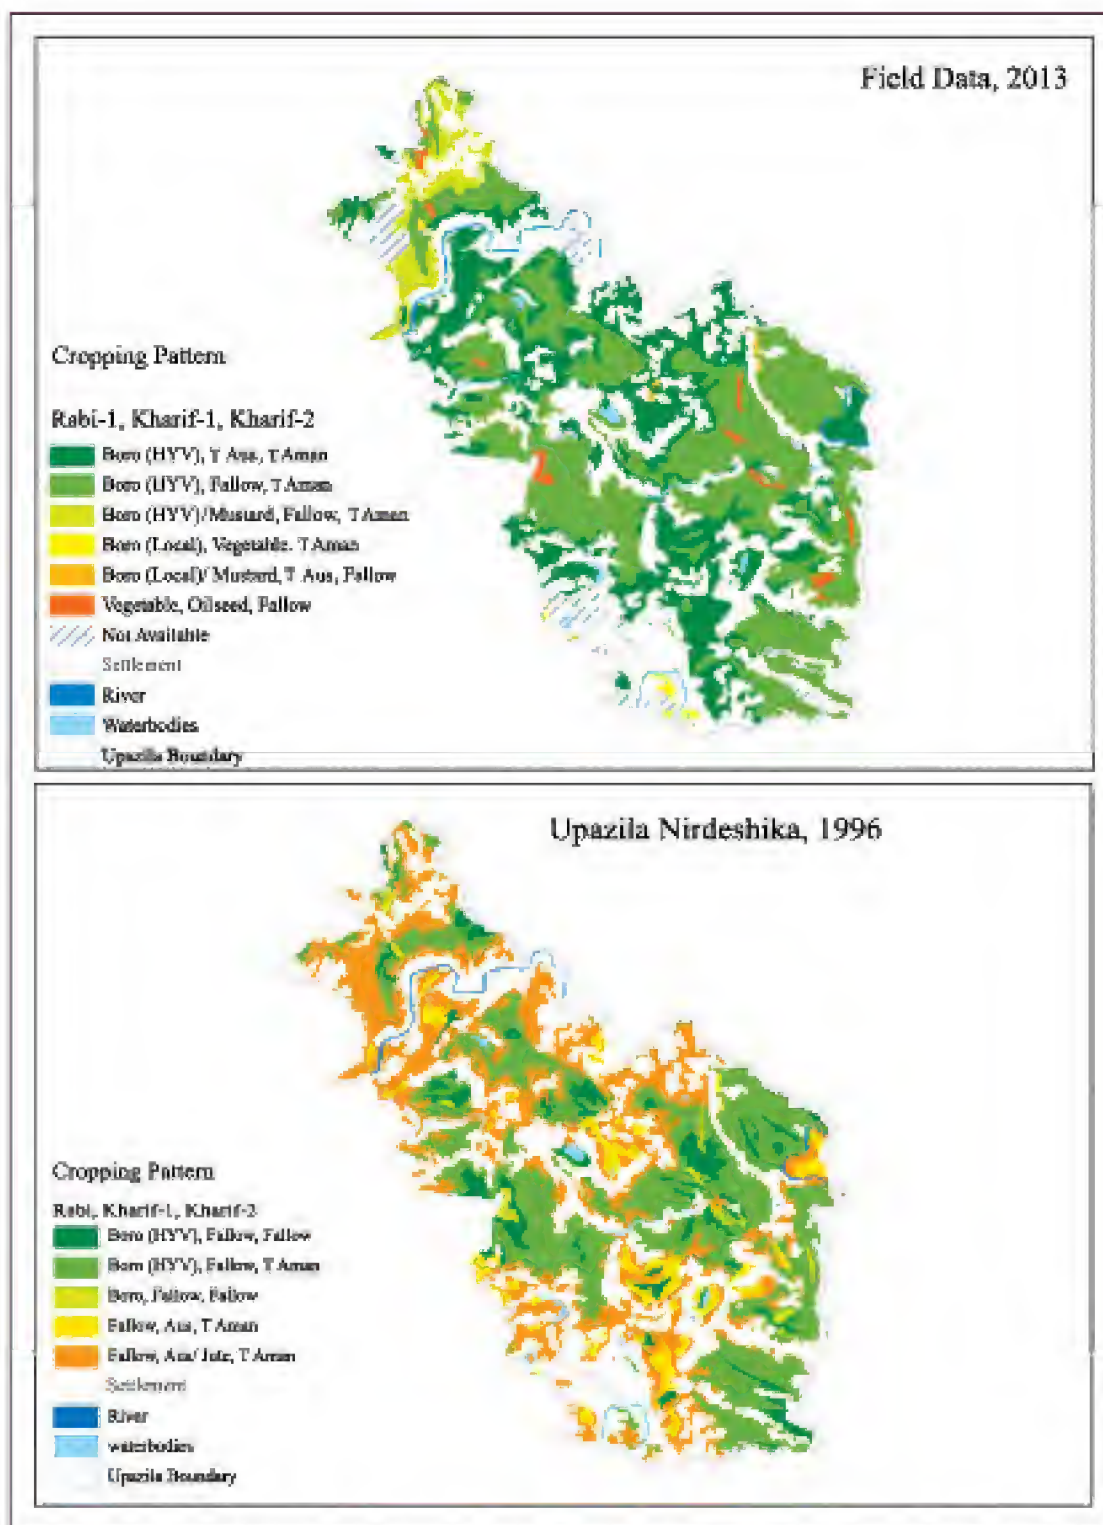 Field Data, 2013
Cropping Pattern
Rabi-1, Kharif-1, Kharif-2
Boro (HYV), T Aus, T Aman
Boro (HYV), Fallow, T Aman
Boro (HYV)/Mustard, Fallow, T Aman
Boro (Local), Vegetable. T Aman
Boro (Local)/ Mustard, T Aus, Fallow
Vegetable, Oilseed, Fallow
Not Available
Settlement
River
Waterbodies
Upazila Boundary
Upazila Nirdeshika, 1996
Cropping Pattern
Rabi, Kharif-1, Kharif-2
Boro (HYV), Fallow, Fallow
Boro (HYV), Fallow, T Aman
Boro, Fallow, Fallow
Fallow, Aus, T Aman
Fallow, Aus/ Jute, T Aman
Settlement
River
waterbodies
Upazila Boundary